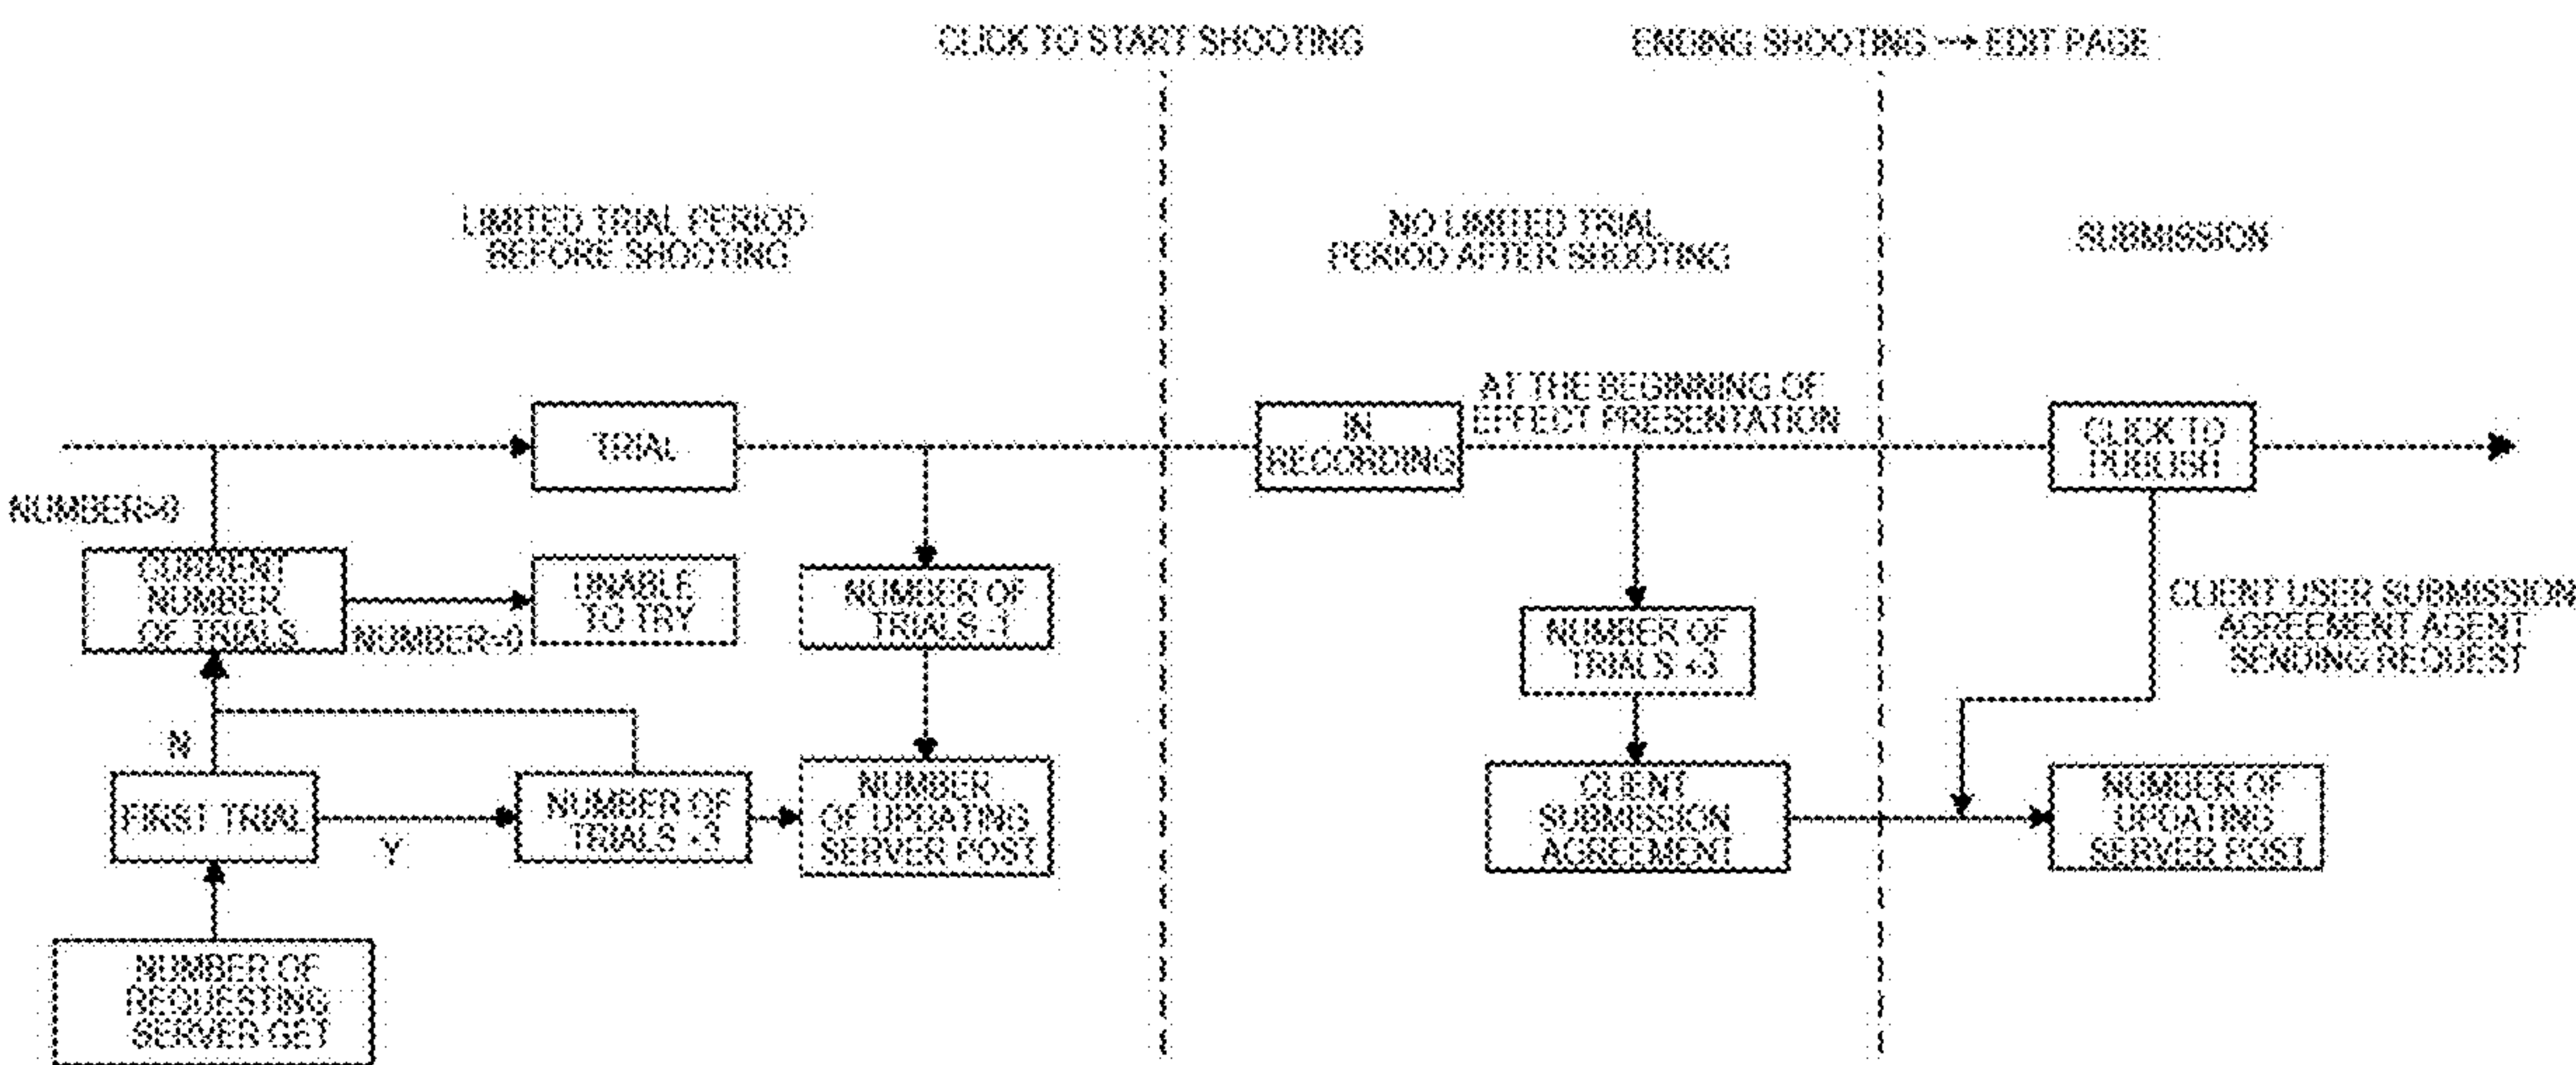 CLICK TO START SHOOTING
ENDING SHOOTING → EDIT PAGE
LIMITED TRIAL PERIOD
BEFORE SHOOTING
NO LIMITED TRIAL
PERIOD AFTER SHOOTING
SUBMISSION
TRIAL
IN
RECORDING
AT THE BEGINNING OF
EFFECT PRESENTATION
CLICK TO
PUBLISH
NUMBER>0
CURRENT
NUMBER
OF TRIALS
NUMBER=0
UNABLE
TO TRY
NUMBER OF
TRIALS -1
NUMBER OF
TRIALS +3
CLIENT USER SUBMISSION
AGREEMENT AGENT
SENDING REQUEST
N
FIRST TRIAL
Y
NUMBER OF
TRIALS +3
NUMBER
OF UPDATING
SERVER POST
CLIENT
SUBMISSION
AGREEMENT
NUMBER OF
UPDATING
SERVER POST
NUMBER OF
REQUESTING
SERVER GET